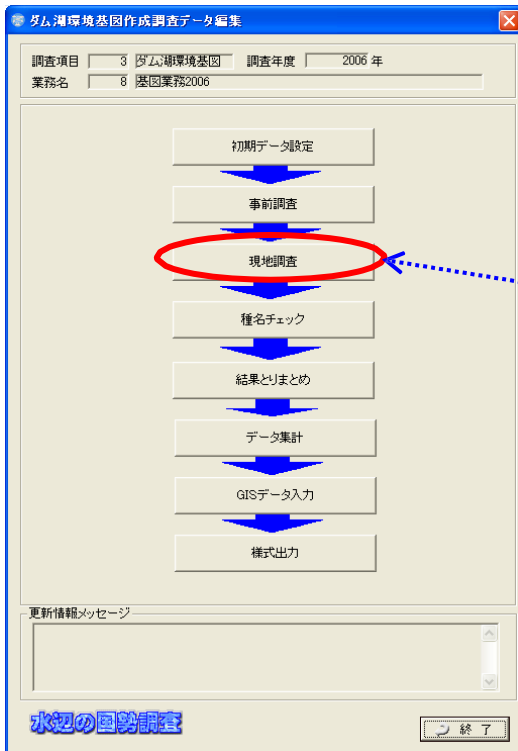 ダム湖環境基図作成調査データ編集
調査項目 3 ダム湖環境基図 調査年度 2006 年
業務名 8 基図業務2006
初期データ設定
事前調査
現地調査
種名チェック
結果とりまとめ
データ集計
GISデータ入力
様式出力
更新情報メッセージ
水辺の国勢調査
終 了